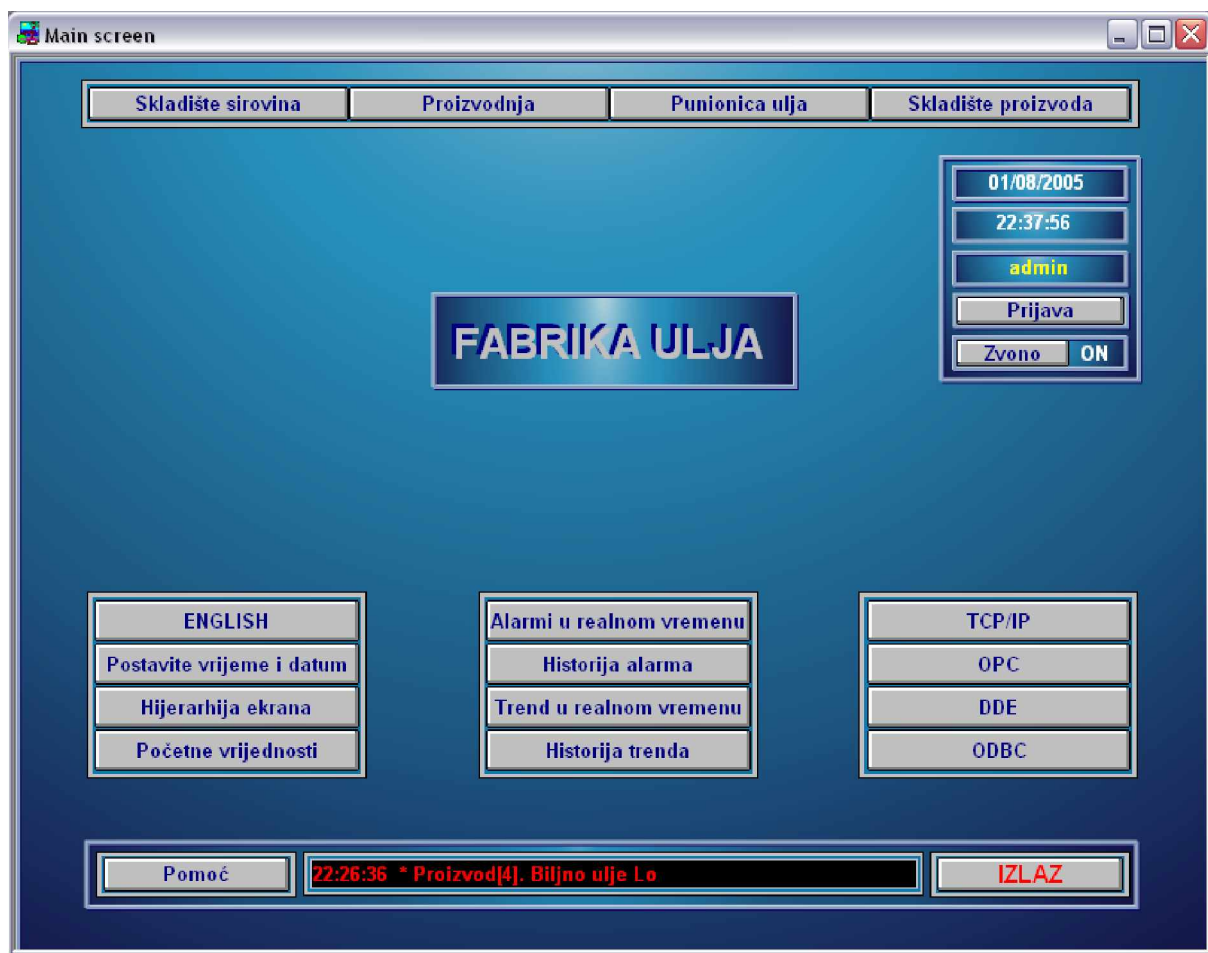 Main screen
Skladište sirovina Proizvodnja Punionica ulja Skladište proizvoda
01/08/2005
22:37:56
admin
Prijava
Zvono ON
FABRIKA ULJA
ENGLISH
Postavite vrijeme i datum
Hijerarhija ekrana
Početne vrijednosti
Alarmi u realnom vremenu
Historija alarma
Trend u realnom vremenu
Historija trenda
TCP/IP
OPC
DDE
ODBC
Pomoć 22:26:36 * Proizvod[4]. Biljno ulje Lo IZLAZ